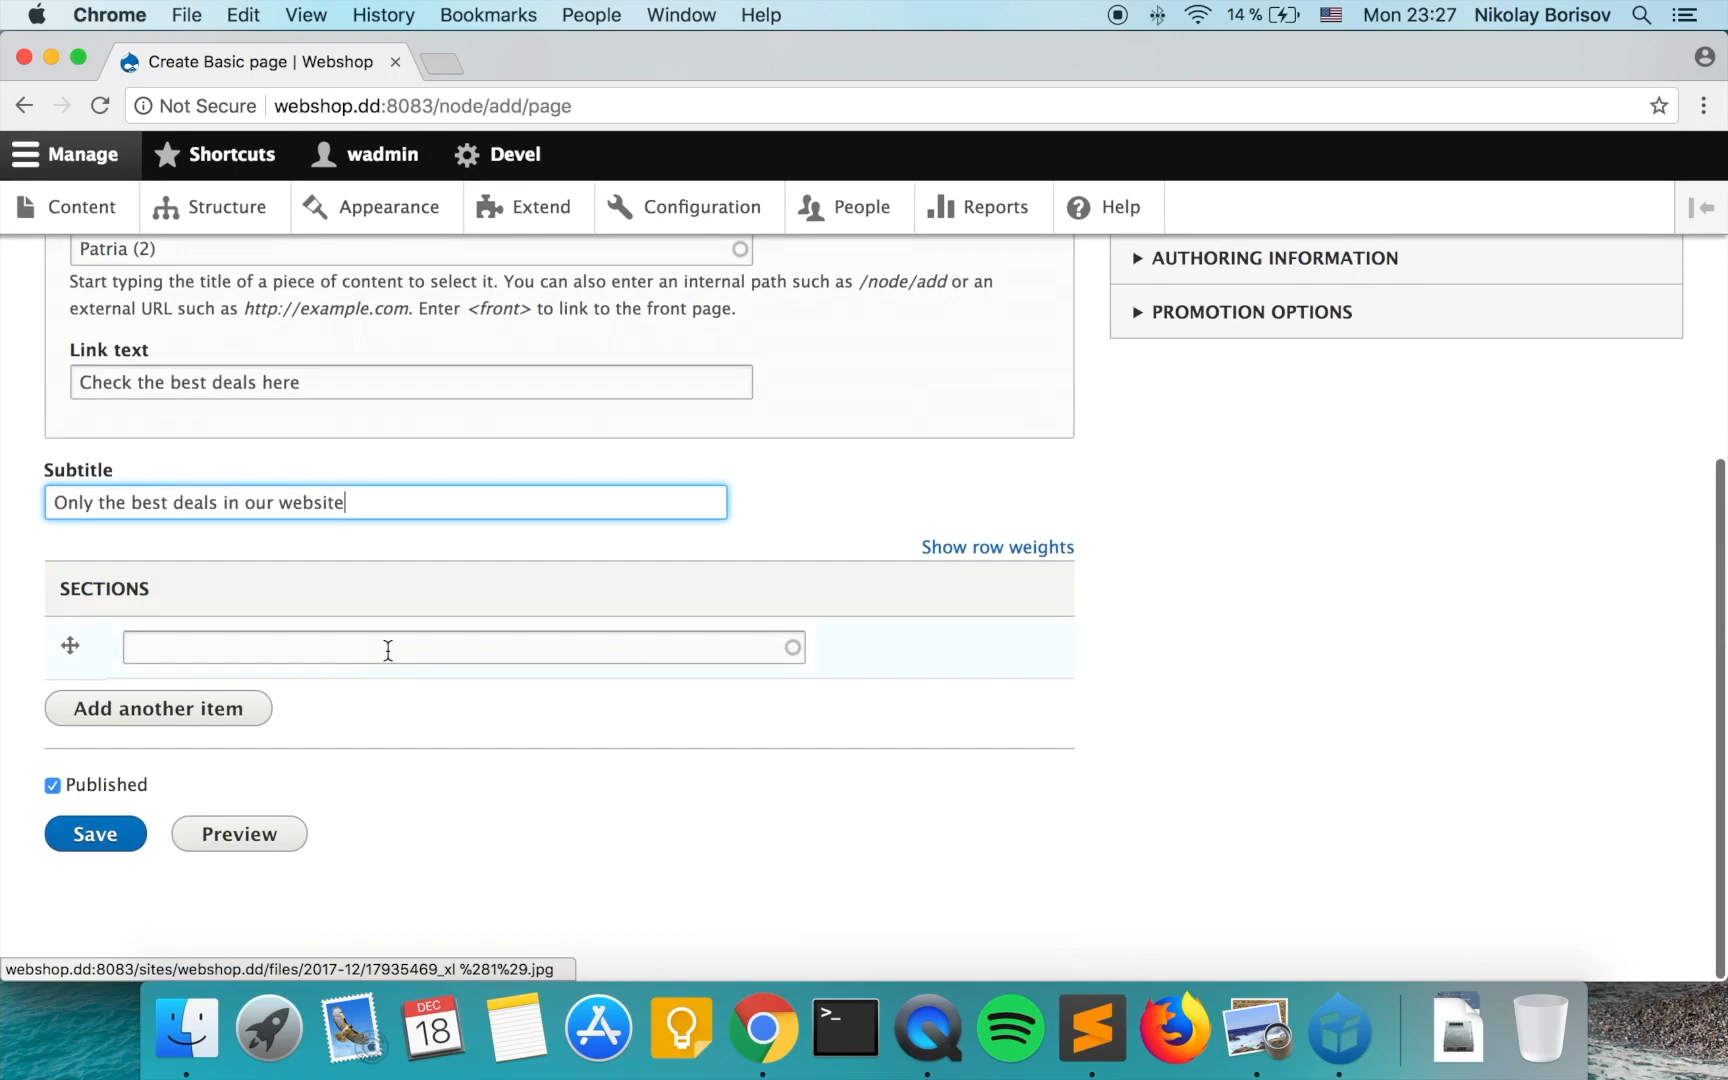 Chrome File Edit View History Bookmarks People Window Help 14 % Mon 23:27 Nikolay Borisov
Create Basic page | Webshop
Not Secure webshop.dd:8083/node/add/page
Manage Shortcuts wadmin Devel
Content Structure Appearance Extend Configuration People Reports Help
Patria (2)
Start typing the title of a piece of content to select it. You can also enter an internal path such as /node/add or an
external URL such as http://example.com. Enter <front> to link to the front page.
AUTHORING INFORMATION
PROMOTION OPTIONS
Link text
Check the best deals here
Subtitle
Only the best deals in our website
Show row weights
SECTIONS
Add another item
Published
Save Preview
webshop.dd:8083/sites/webshop.dd/files/2017-12/17935469_xl %281%29.jpg
DEC
18